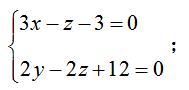 3x − z − 3 = 0
2y − 2z + 12 = 0 ;